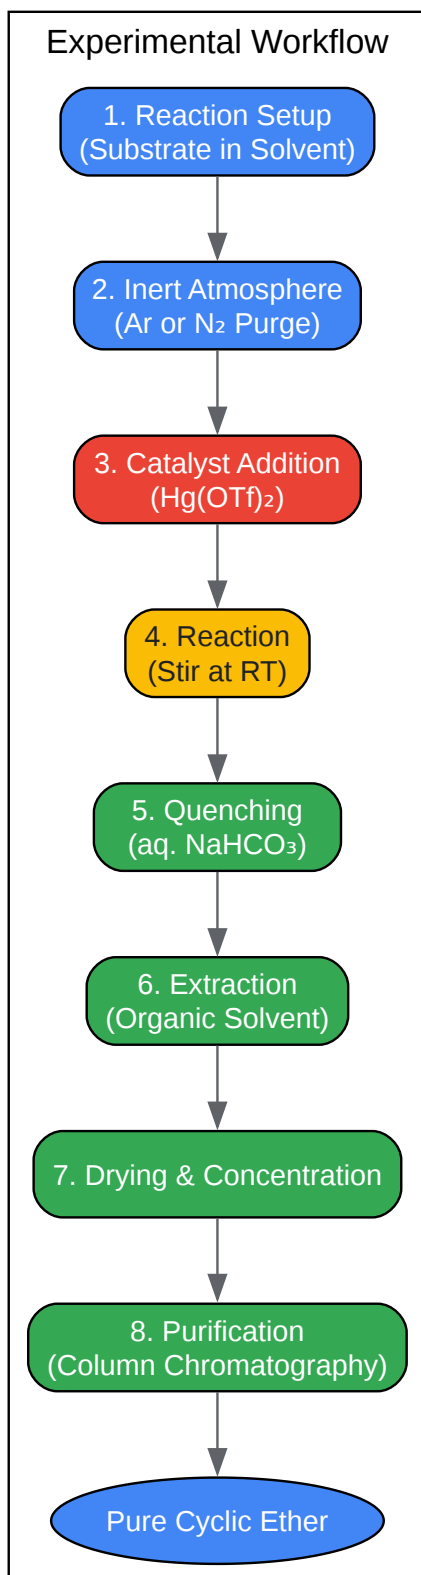 Experimental Workflow
1. Reaction Setup
(Substrate in Solvent)
2. Inert Atmosphere
(Ar or N₂ Purge)
3. Catalyst Addition
(Hg(OTf)₂)
4. Reaction
(Stir at RT)
5. Quenching
(aq. NaHCO₃)
6. Extraction
(Organic Solvent)
7. Drying & Concentration
8. Purification
(Column Chromatography)
Pure Cyclic Ether